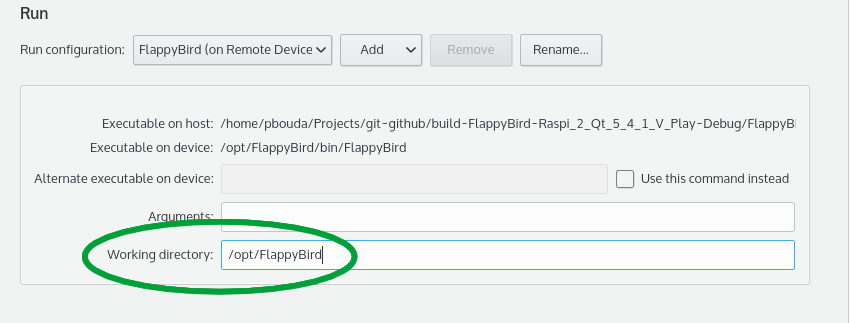 Run
Run configuration: FlappyBird (on Remote Device Add Remove Rename...
Executable on host: /home/pbouda/Projects/git-github/build-FlappyBird-Raspi_2_Qt_5_4_1_V_Play-Debug/FlappyBi
Executable on device: /opt/FlappyBird/bin/FlappyBird
Alternate executable on device: Use this command instead
Arguments:
Working directory: /opt/FlappyBird